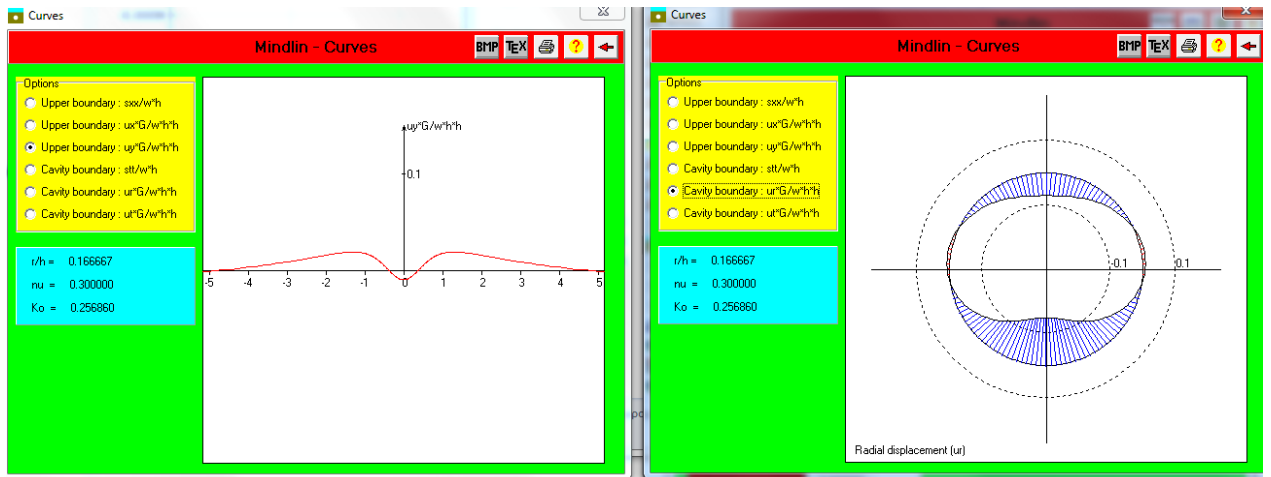 Curves
Mindlin - Curves
BMP TEX ?
Options
Upper boundary : sxx/w*h
Upper boundary : ux*G/w*h*h
Upper boundary : uy*G/w*h*h
Cavity boundary : stt/w*h
Cavity boundary : ur*G/w*h*h
Cavity boundary : ut*G/w*h*h
r/h = 0.166667
nu = 0.300000
Ko = 0.256860
uy*G/w*h*h
0.1
-5 -4 -3 -2 -1 0 1 2 3 4 5
Curves
Mindlin - Curves
BMP TEX ?
Options
Upper boundary : sxx/w*h
Upper boundary : ux*G/w*h*h
Upper boundary : uy*G/w*h*h
Cavity boundary : stt/w*h
Cavity boundary : ur*G/w*h*h
Cavity boundary : ut*G/w*h*h
r/h = 0.166667
nu = 0.300000
Ko = 0.256860
-0.1 0.1
Radial displacement (ur)